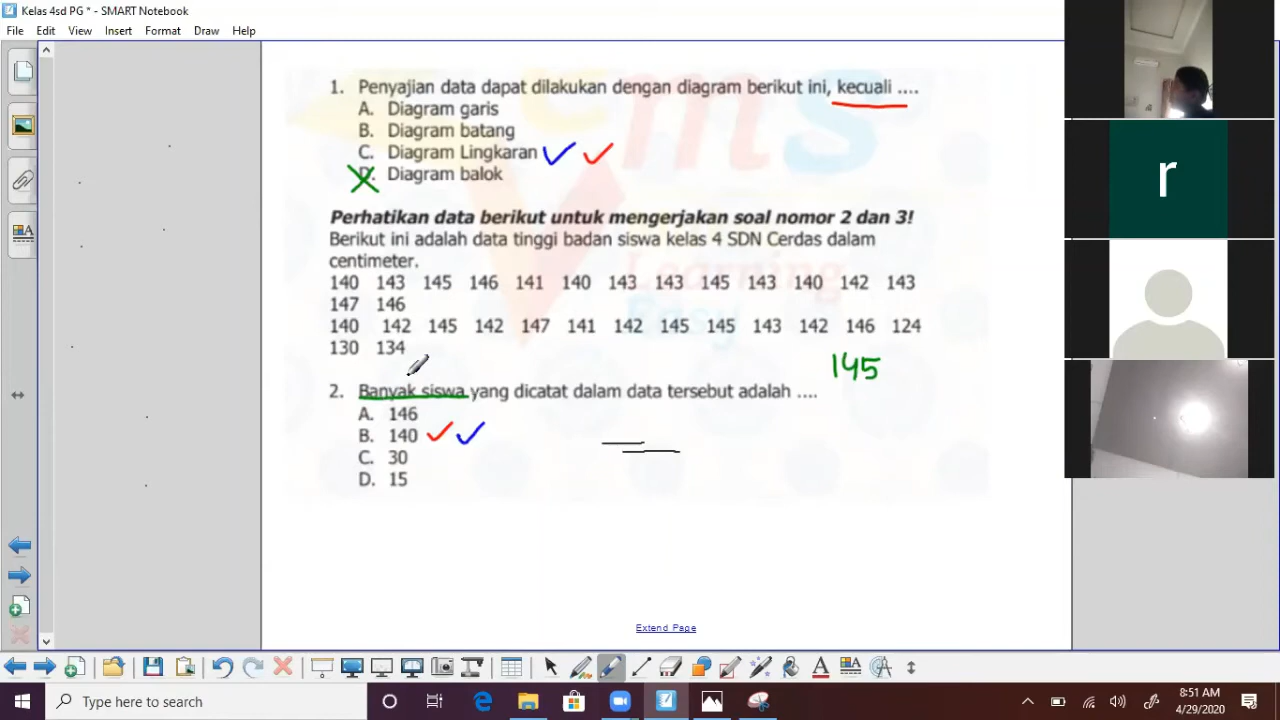 Kelas 4sd PG * - SMART Notebook
File Edit View Insert Format Draw Help
1. Penyajian data dapat dilakukan dengan diagram berikut ini, kecuali ....
A. Diagram garis
B. Diagram batang
C. Diagram Lingkaran
D. Diagram balok
Perhatikan data berikut untuk mengerjakan soal nomor 2 dan 3!
Berikut ini adalah data tinggi badan siswa kelas 4 SDN Cerdas dalam
centimeter.
140 143 145 146 141 140 143 143 145 143 140 142 143
147 146
140 142 145 142 147 141 142 145 145 143 142 146 124
130 134
145
2. Banyak siswa yang dicatat dalam data tersebut adalah ....
A. 146
B. 140
C. 30
D. 15
Extend Page
r
Type here to search
8:51 AM
4/29/2020